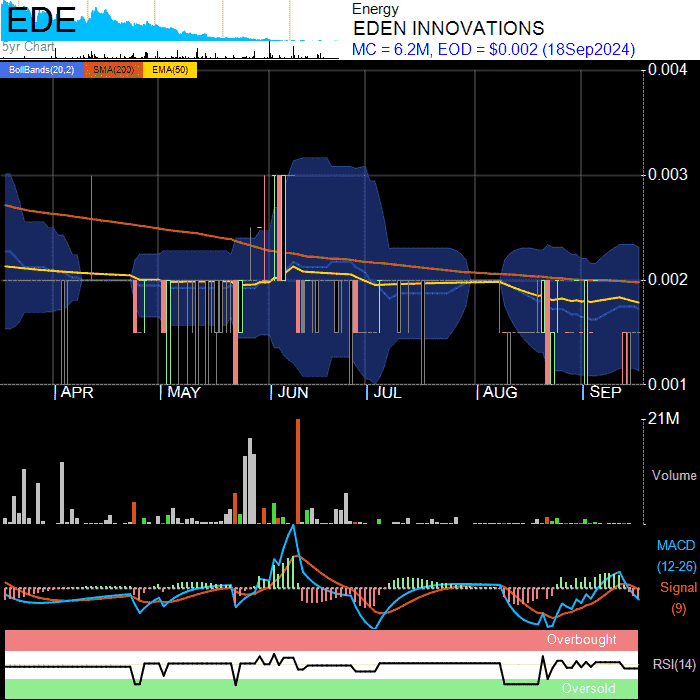 EDE
5yr Chart
Energy
EDEN INNOVATIONS
MC = 6.2M, EOD = $0.002 (18Sep2024)
BollBands(20,2) SMA(200) EMA(50)
0.004
0.003
0.002
0.001
APR MAY JUN JUL AUG SEP
21M
Volume
MACD
(12-26)
Signal
(9)
Overbought
RSI(14)
Oversold